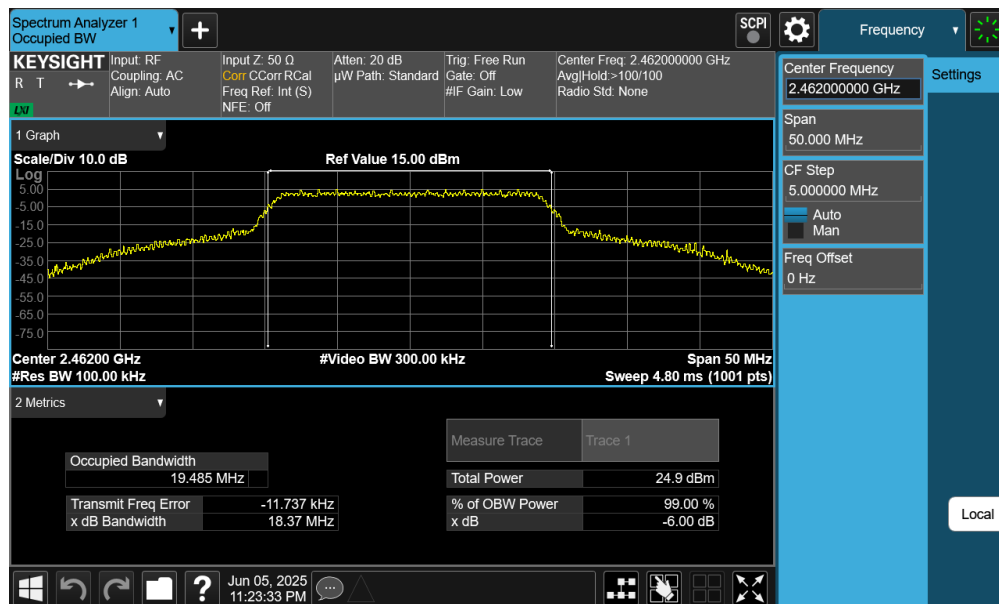 Spectrum Analyzer 1
Occupied BW
SCPI
Frequency
KEYSIGHT
R T
LXI
Input: RF
Coupling: AC
Align: Auto
Input Z: 50 Ω
Corr CCorr RCal
Freq Ref: Int (S)
NFE: Off
Atten: 20 dB
µW Path: Standard
Trig: Free Run
Gate: Off
#IF Gain: Low
Center Freq: 2.462000000 GHz
Avg|Hold:>100/100
Radio Std: None
Center Frequency
2.462000000 GHz
Settings
Span
50.000 MHz
CF Step
5.000000 MHz
Auto
Man
Freq Offset
0 Hz
Local
1 Graph
Scale/Div 10.0 dB
Ref Value 15.00 dBm
Log
5.00
-5.00
-15.0
-25.0
-35.0
-45.0
-55.0
-65.0
-75.0
Center 2.46200 GHz
#Video BW 300.00 kHz
Span 50 MHz
#Res BW 100.00 kHz
Sweep 4.80 ms (1001 pts)
2 Metrics
Measure Trace Trace 1
Occupied Bandwidth
19.485 MHz
Total Power 24.9 dBm
Transmit Freq Error -11.737 kHz
% of OBW Power 99.00 %
x dB Bandwidth 18.37 MHz
x dB -6.00 dB
?
Jun 05, 2025
11:23:33 PM